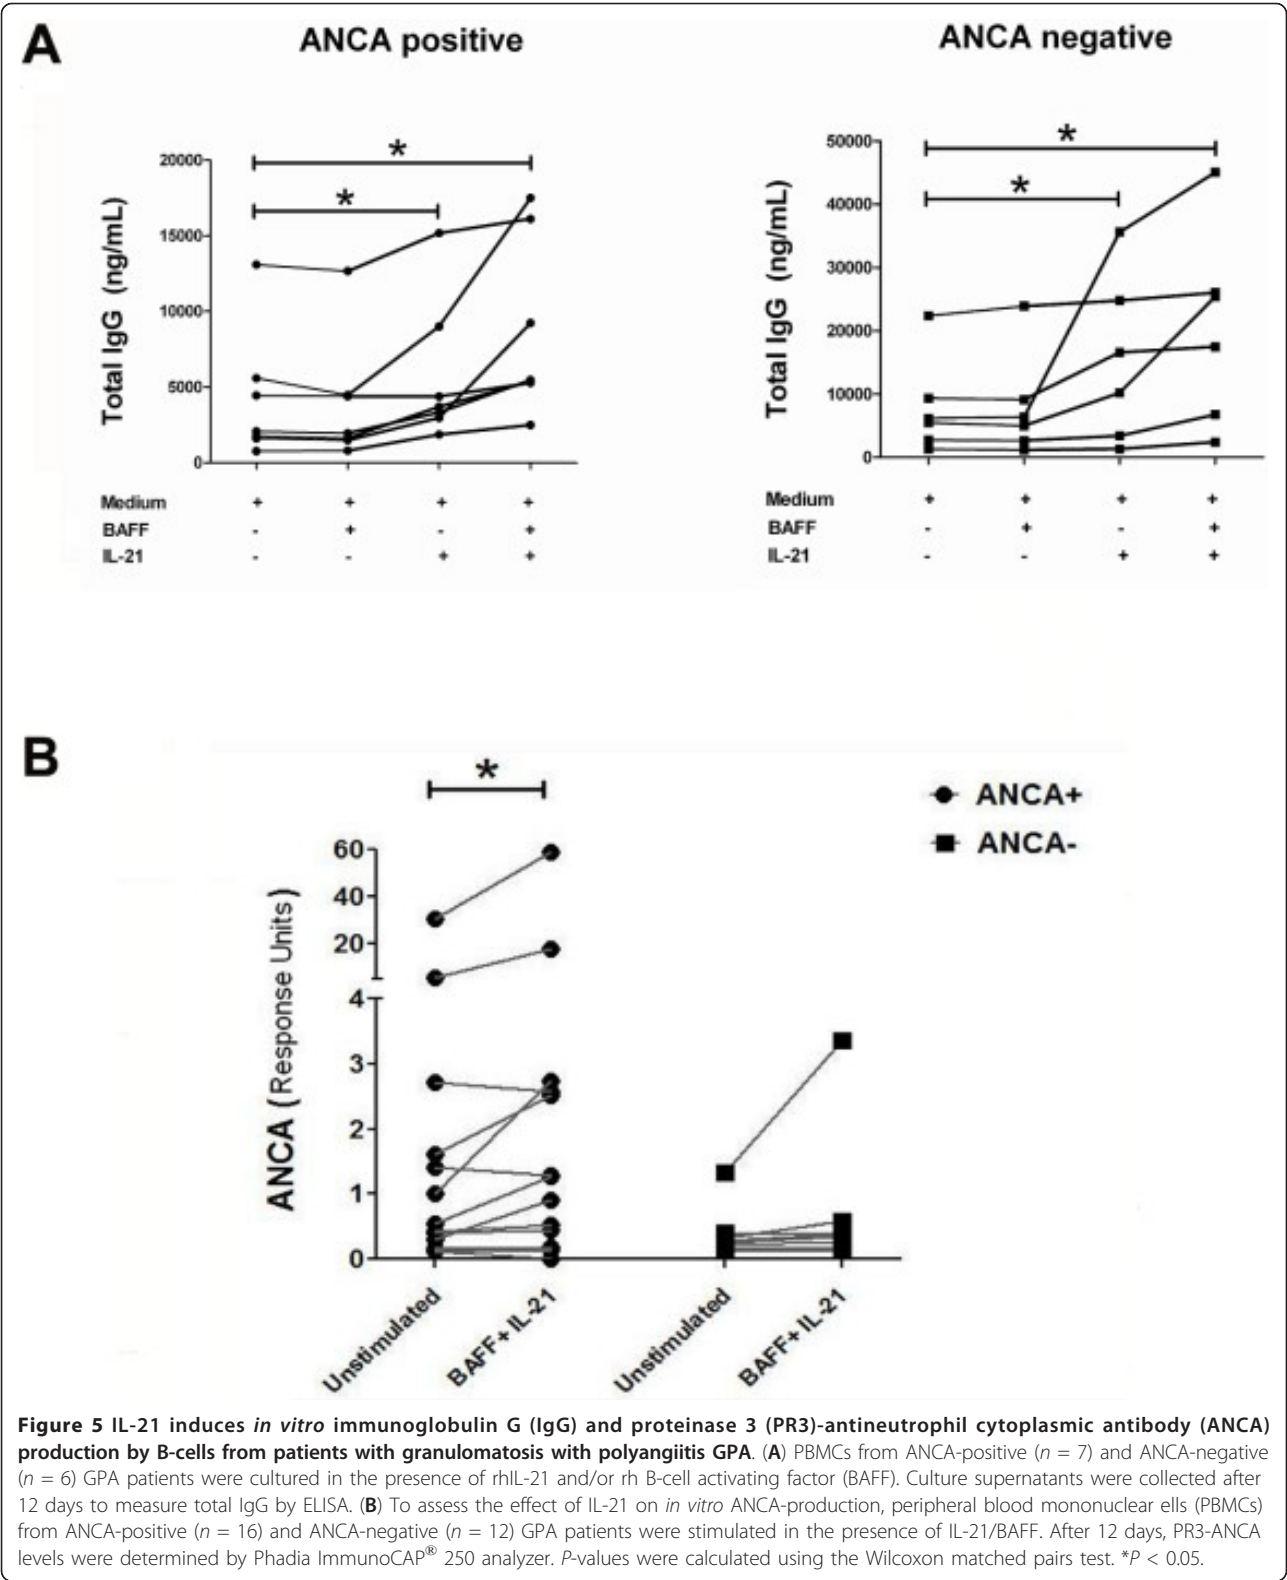 A
ANCA positive
ANCA negative
Total IgG (ng/mL)
20000
15000
10000
5000
0
*
*
Medium + + + +
BAFF - + - +
IL-21 - - + +
Total IgG (ng/mL)
50000
40000
30000
20000
10000
0
*
*
Medium + + + +
BAFF - + - +
IL-21 - - + +
B
*
ANCA+
ANCA-
ANCA (Response Units)
60
40
20
4
3
2
1
0
Unstimulated
BAFF+ IL-21
Unstimulated
BAFF+ IL-21
Figure 5 IL-21 induces in vitro immunoglobulin G (IgG) and proteinase 3 (PR3)-antineutrophil cytoplasmic antibody (ANCA)
production by B-cells from patients with granulomatosis with polyangiitis GPA. (A) PBMCs from ANCA-positive (n = 7) and ANCA-negative
(n = 6) GPA patients were cultured in the presence of rhIL-21 and/or rh B-cell activating factor (BAFF). Culture supernatants were collected after
12 days to measure total IgG by ELISA. (B) To assess the effect of IL-21 on in vitro ANCA-production, peripheral blood mononuclear ells (PBMCs)
from ANCA-positive (n = 16) and ANCA-negative (n = 12) GPA patients were stimulated in the presence of IL-21/BAFF. After 12 days, PR3-ANCA
levels were determined by Phadia ImmunoCAP® 250 analyzer. P-values were calculated using the Wilcoxon matched pairs test. *P < 0.05.